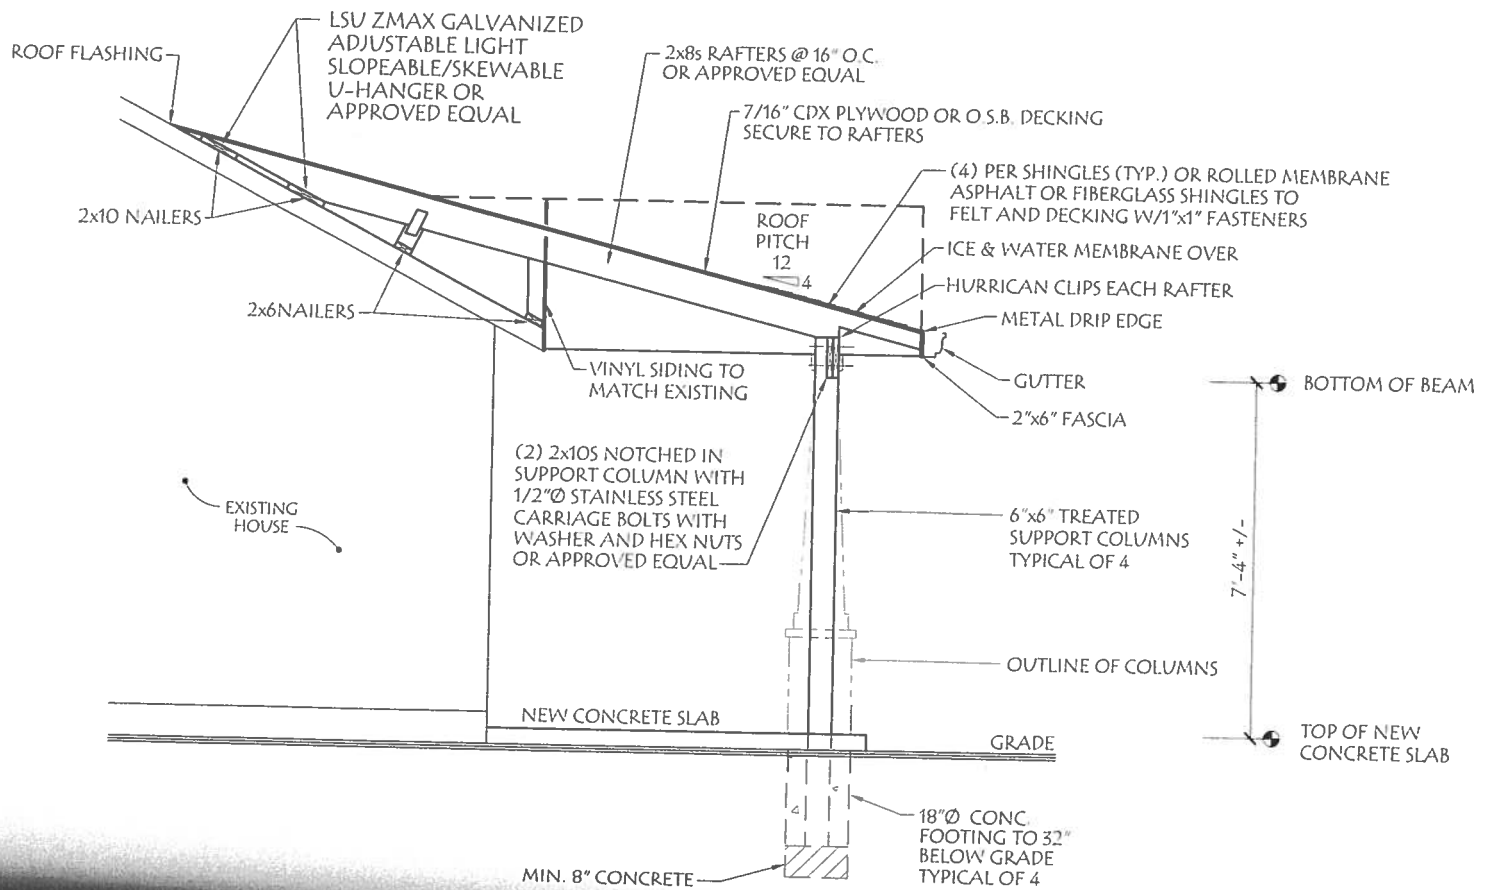 ROOF FLASHING
LSU ZMAX GALVANIZED
ADJUSTABLE LIGHT
SLOPEABLE/SKEWABLE
U-HANGER OR
APPROVED EQUAL
2x8s RAFTERS @ 16" O.C.
OR APPROVED EQUAL
7/16" CDX PLYWOOD OR O.S.B. DECKING
SECURE TO RAFTERS
(4) PER SHINGLES (TYP.) OR ROLLED MEMBRANE
ASPHALT OR FIBERGLASS SHINGLES TO
FELT AND DECKING W/1"x1" FASTENERS
2x10 NAILERS
ROOF
PITCH
12
4
ICE & WATER MEMBRANE OVER
HURRICAN CLIPS EACH RAFTER
METAL DRIP EDGE
2x6NAILERS
VINYL SIDING TO
MATCH EXISTING
GUTTER
BOTTOM OF BEAM
2"x6" FASCIA
(2) 2x10S NOTCHED IN
SUPPORT COLUMN WITH
1/2"Ø STAINLESS STEEL
CARRIAGE BOLTS WITH
WASHER AND HEX NUTS
OR APPROVED EQUAL
EXISTING
HOUSE
6"x6" TREATED
SUPPORT COLUMNS
TYPICAL OF 4
7'-4" +/-
OUTLINE OF COLUMNS
NEW CONCRETE SLAB
GRADE
TOP OF NEW
CONCRETE SLAB
18"Ø CONC.
FOOTING TO 32"
BELOW GRADE
TYPICAL OF 4
MIN. 8" CONCRETE